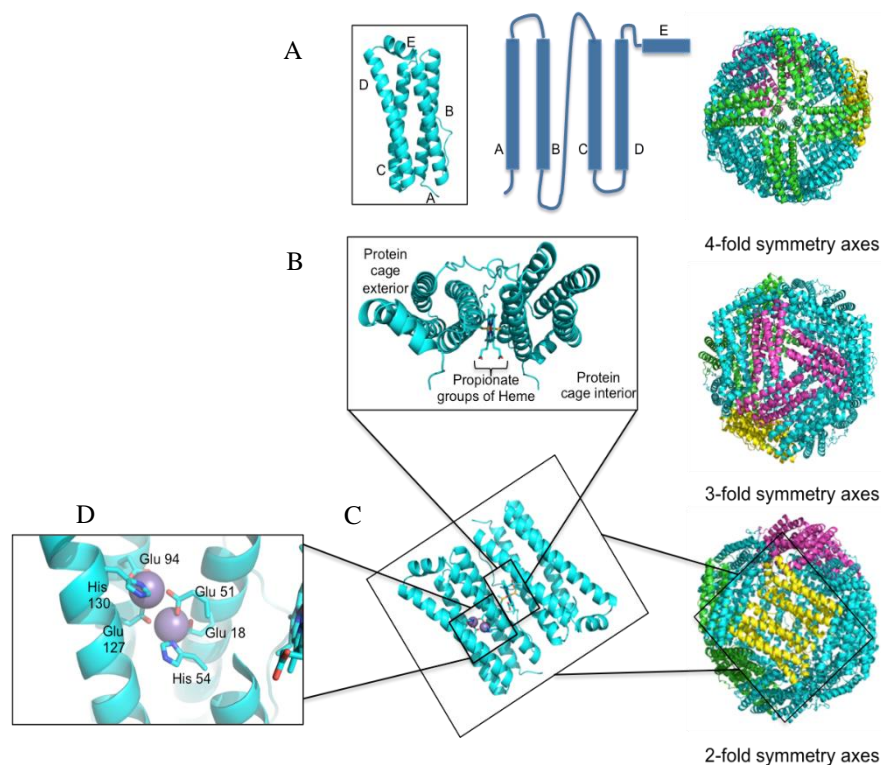 A
E
D
B
C
A
A
B
C
D
E
4-fold symmetry axes
B
Protein
cage
exterior
Propionate
groups of Heme
Protein
cage interior
3-fold symmetry axes
D
C
Glu 94
His
130
Glu 51
Glu
127
Glu 18
His 54
2-fold symmetry axes